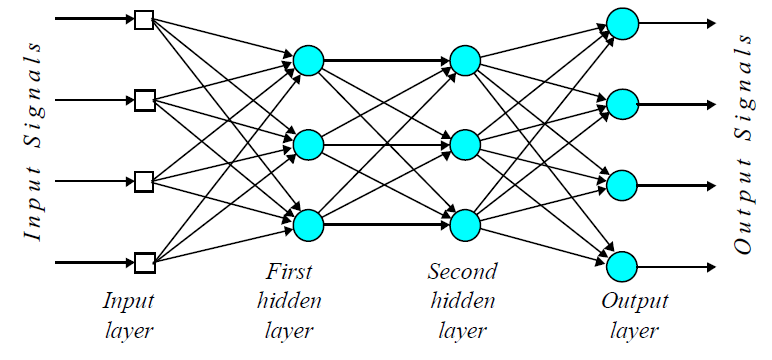 Input Signals
Output Signals
Input
layer
First
hidden
layer
Second
hidden
layer
Output
layer